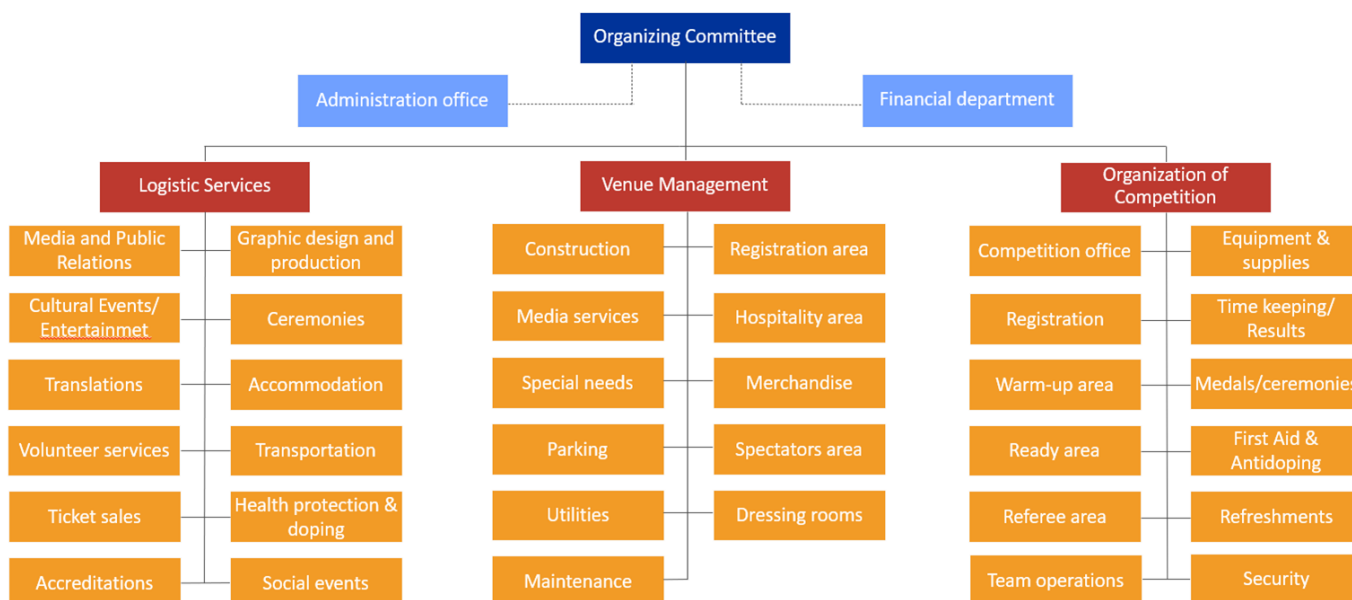 Organizing Committee
Administration office
Financial department
Logistic Services
Venue Management
Organization of
Competition
Media and Public
Relations
Graphic design and
production
Cultural Events/
Entertainmet
Ceremonies
Translations
Accommodation
Volunteer services
Transportation
Ticket sales
Health protection &
doping
Accreditations
Social events
Construction
Registration area
Media services
Hospitality area
Special needs
Merchandise
Parking
Spectators area
Utilities
Dressing rooms
Maintenance
Competition office
Equipment &
supplies
Registration
Time keeping/
Results
Warm-up area
Medals/ceremonies
Ready area
First Aid &
Antidoping
Referee area
Refreshments
Team operations
Security